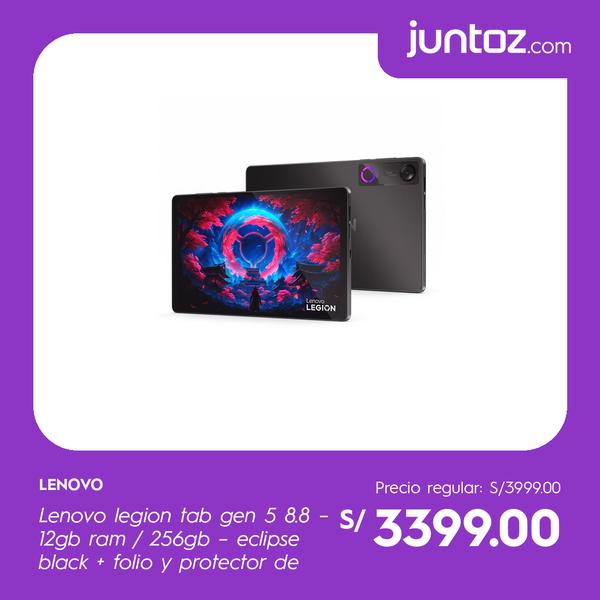 juntoz.com
Lenovo
LEGION
LENOVO
Lenovo legion tab gen 5 8.8 -
12gb ram / 256gb - eclipse
black + folio y protector de
Precio regular: S/3999.00
S/ 3399.00